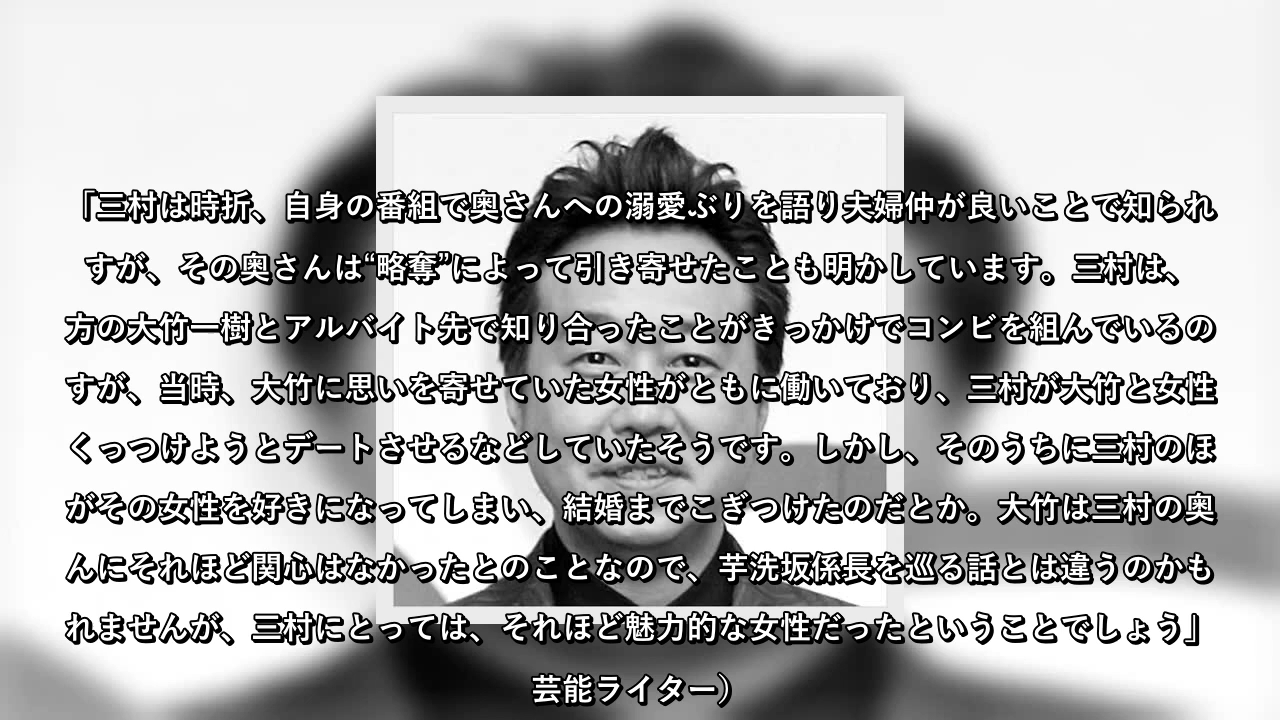 「三村は時折、自身の番組で奥さんへの溺愛ぶりを語り夫婦仲が良いことで知られ
すが、その奥さんは“略奪”によって引き寄せたことも明かしています。三村は、
方の大竹一樹とアルバイト先で知り合ったことがきっかけでコンビを組んでいるの
すが、当時、大竹に思いを寄せていた女性がともに働いており、三村が大竹と女性
くっつけようとデートさせるなどしていたそうです。しかし、そのうちに三村のほ
がその女性を好きになってしまい、結婚までこぎつけたのだとか。大竹は三村の奥
んにそれほど関心はなかったとのことなので、芋洗坂係長を巡る話とは違うのかも
れませんが、三村にとっては、それほど魅力的な女性だったということでしょう」
芸能ライター）